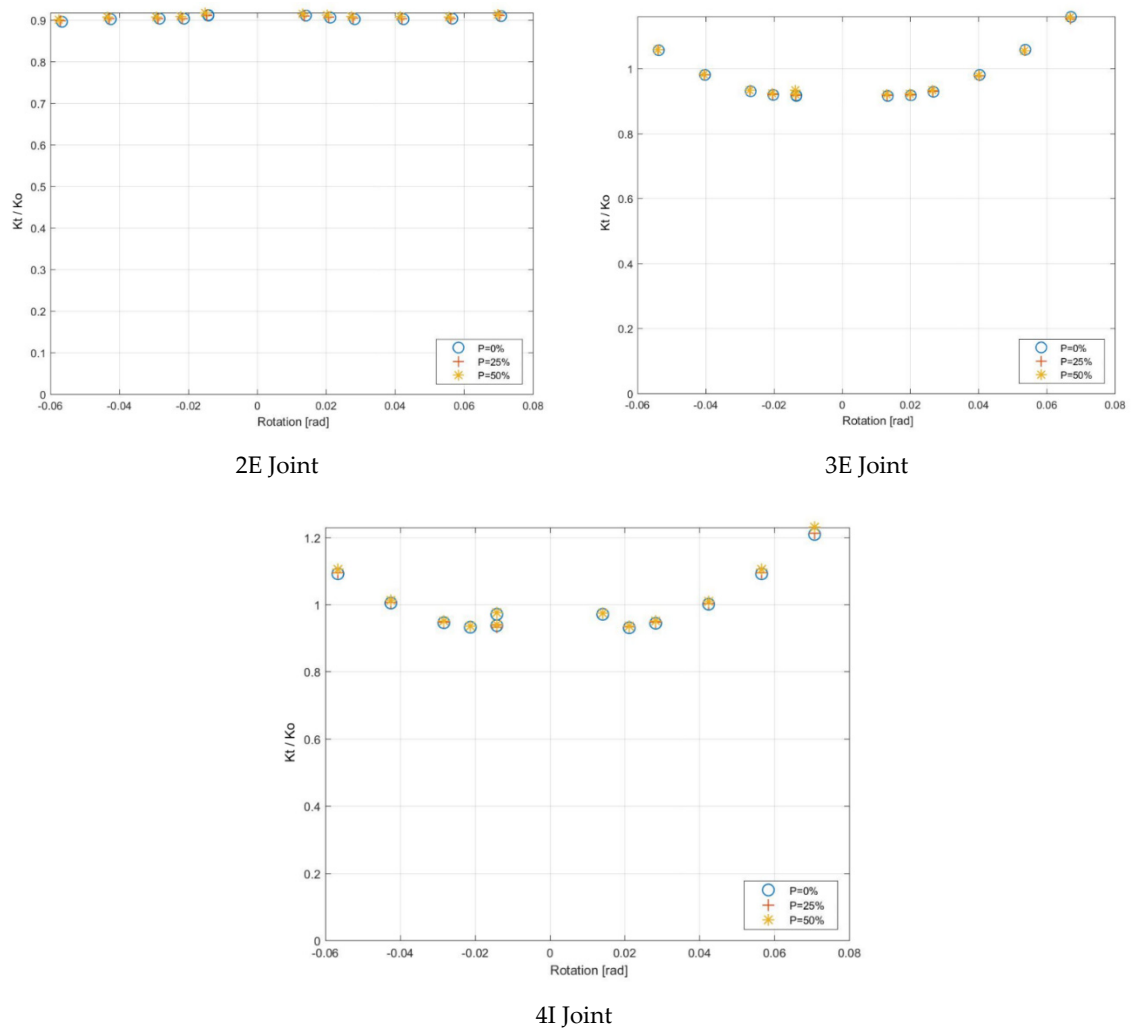 0.9
0.8
0.7
0.6
0.5
0.4
0.3
0.2
0.1
0
Kt / Ko
-0.06 -0.04 -0.02 0 0.02 0.04 0.06 0.08
Rotation [rad]
P=0%
P=25%
P=50%
2E Joint
1
0.8
0.6
0.4
0.2
0
Kt / Ko
-0.06 -0.04 -0.02 0 0.02 0.04 0.06 0.08
Rotation [rad]
P=0%
P=25%
P=50%
3E Joint
1.2
1
0.8
0.6
0.4
0.2
0
Kt / Ko
-0.06 -0.04 -0.02 0 0.02 0.04 0.06 0.08
Rotation [rad]
P=0%
P=25%
P=50%
4I Joint